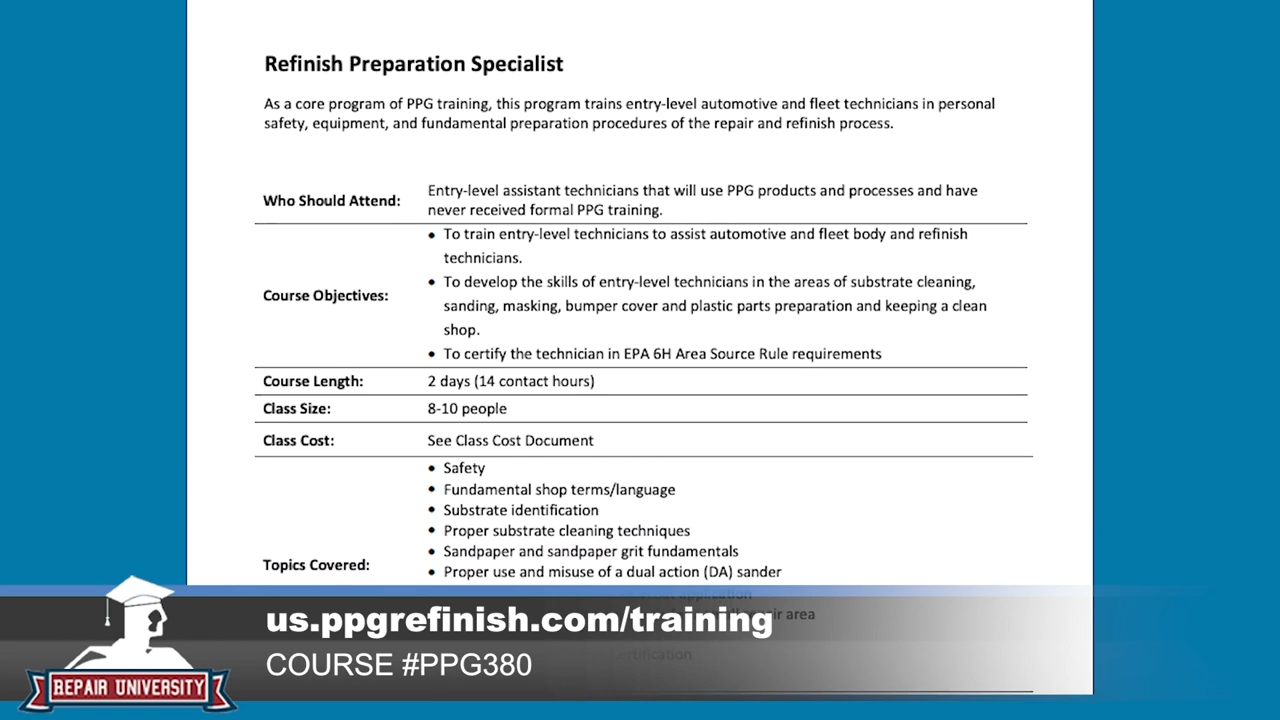 Refinish Preparation Specialist
As a core program of PPG training, this program trains entry-level automotive and fleet technicians in personal
safety, equipment, and fundamental preparation procedures of the repair and refinish process.
Who Should Attend:
Entry-level assistant technicians that will use PPG products and processes and have
never received formal PPG training.
Course Objectives:
• To train entry-level technicians to assist automotive and fleet body and refinish
technicians.
• To develop the skills of entry-level technicians in the areas of substrate cleaning,
sanding, masking, bumper cover and plastic parts preparation and keeping a clean
shop.
• To certify the technician in EPA 6H Area Source Rule requirements
Course Length: 2 days (14 contact hours)
Class Size: 8-10 people
Class Cost: See Class Cost Document
Topics Covered:
• Safety
• Fundamental shop terms/language
• Substrate identification
• Proper substrate cleaning techniques
• Sandpaper and sandpaper grit fundamentals
• Proper use and misuse of a dual action (DA) sander
application
area
us.ppgrefinish.com/training
COURSE #PPG380
REPAIR UNIVERSITY